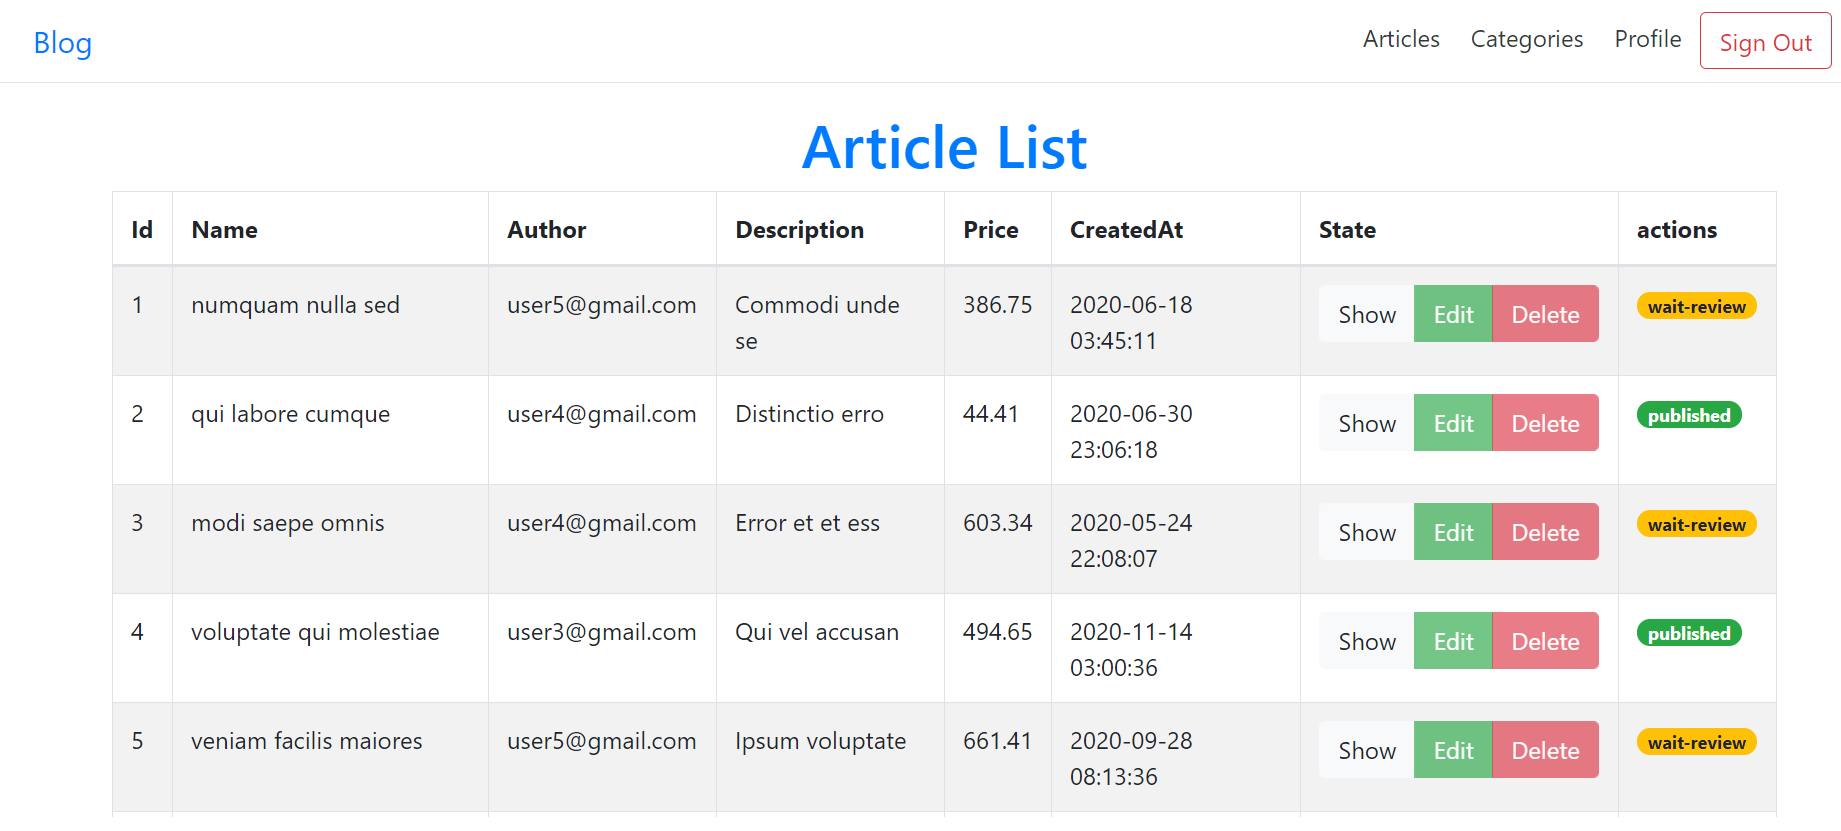 Blog Articles Categories Profile Sign Out
Article List
Id Name Author Description Price CreatedAt State actions
1 numquam nulla sed user5@gmail.com Commodi unde 386.75 2020-06-18 Show Edit Delete wait-review
se 03:45:11
2 qui labore cumque user4@gmail.com Distinctio erro 44.41 2020-06-30 Show Edit Delete published
23:06:18
3 modi saepe omnis user4@gmail.com Error et et ess 603.34 2020-05-24 Show Edit Delete wait-review
22:08:07
4 voluptate qui molestiae user3@gmail.com Qui vel accusan 494.65 2020-11-14 Show Edit Delete published
03:00:36
5 veniam facilis maiores user5@gmail.com Ipsum voluptate 661.41 2020-09-28 Show Edit Delete wait-review
08:13:36